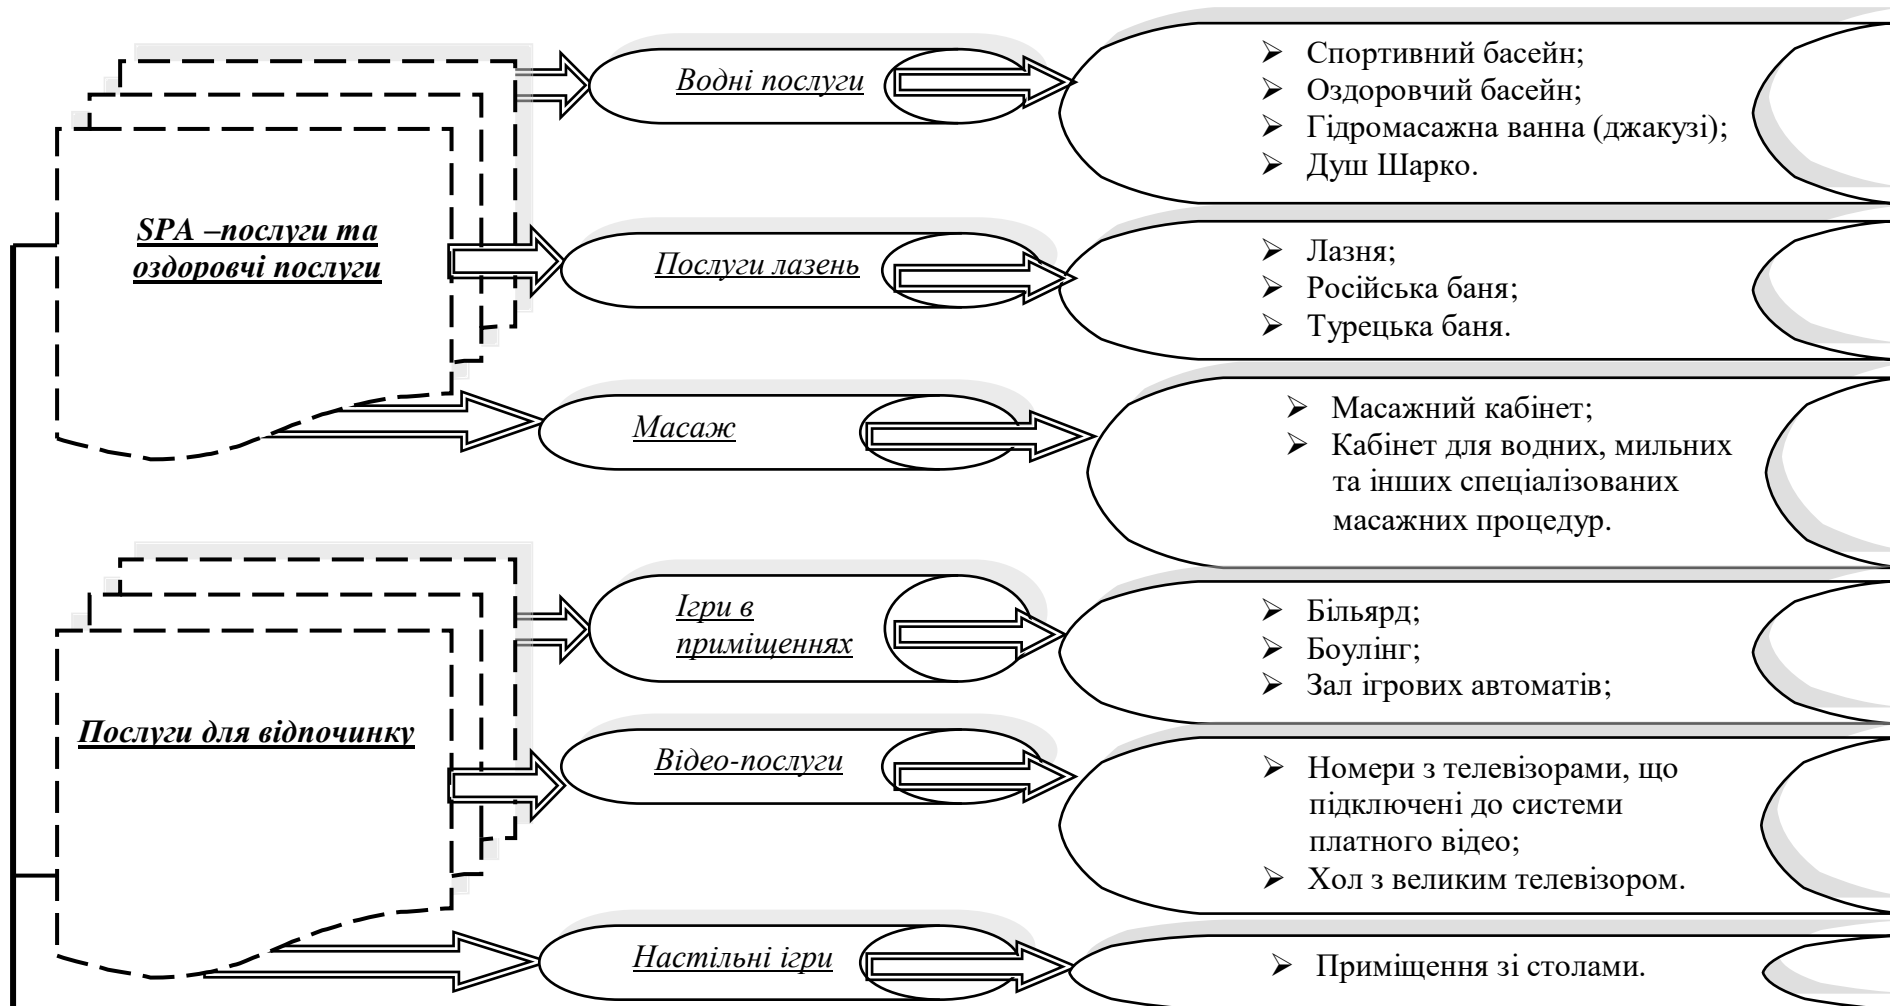 SPA –послуги та
оздоровчі послуги
Водні послуги
➢ Спортивний басейн;
➢ Оздоровчий басейн;
➢ Гідромасажна ванна (джакузі);
➢ Душ Шарко.
Послуги лазень
➢ Лазня;
➢ Російська баня;
➢ Турецька баня.
Масаж
➢ Масажний кабінет;
➢ Кабінет для водних, мильних
та інших спеціалізованих
масажних процедур.
Послуги для відпочинку
Ігри в
приміщеннях
➢ Більярд;
➢ Боулінг;
➢ Зал ігрових автоматів;
Відео-послуги
➢ Номери з телевізорами, що
підключені до системи
платного відео;
➢ Хол з великим телевізором.
Настільні ігри
➢ Приміщення зі столами.